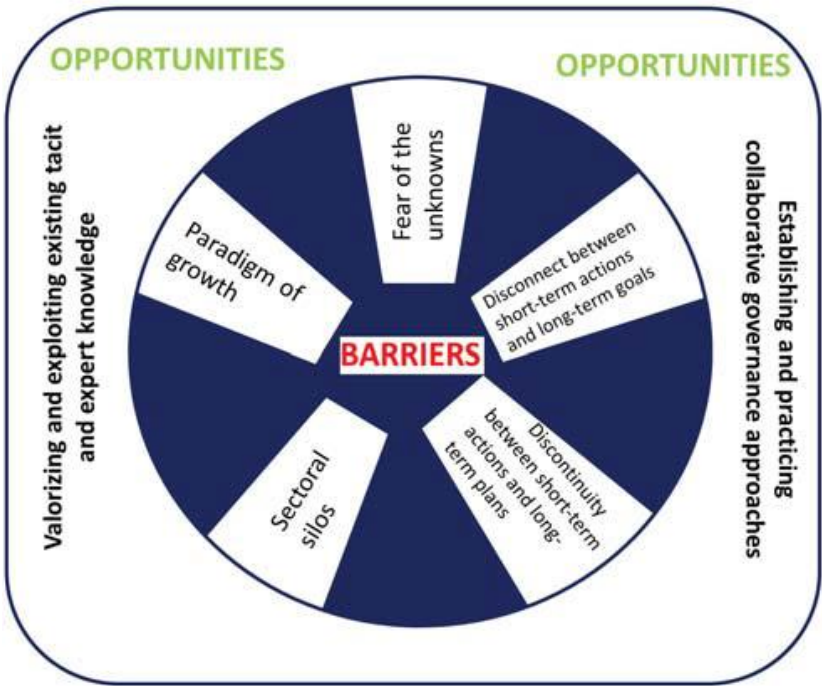 OPPORTUNITIES
OPPORTUNITIES
Valorizing and exploiting existing tacit
and expert knowledge
Establishing and practicing
collaborative governance approaches
Fear of the
unknowns
Paradigm of
growth
Disconnect between
short-term actions
and long-term goals
BARRIERS
Sectoral
silos
Discontinuity
between short-term
actions and long-
term plans